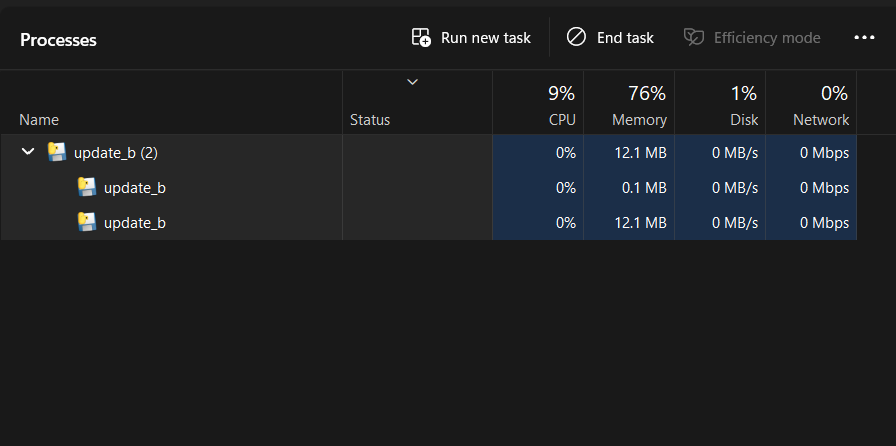 Processes Run new task End task Efficiency mode
9% 76% 1% 0%
Name Status CPU Memory Disk Network
update_b (2) 0% 12.1 MB 0 MB/s 0 Mbps
update_b 0% 0.1 MB 0 MB/s 0 Mbps
update_b 0% 12.1 MB 0 MB/s 0 Mbps